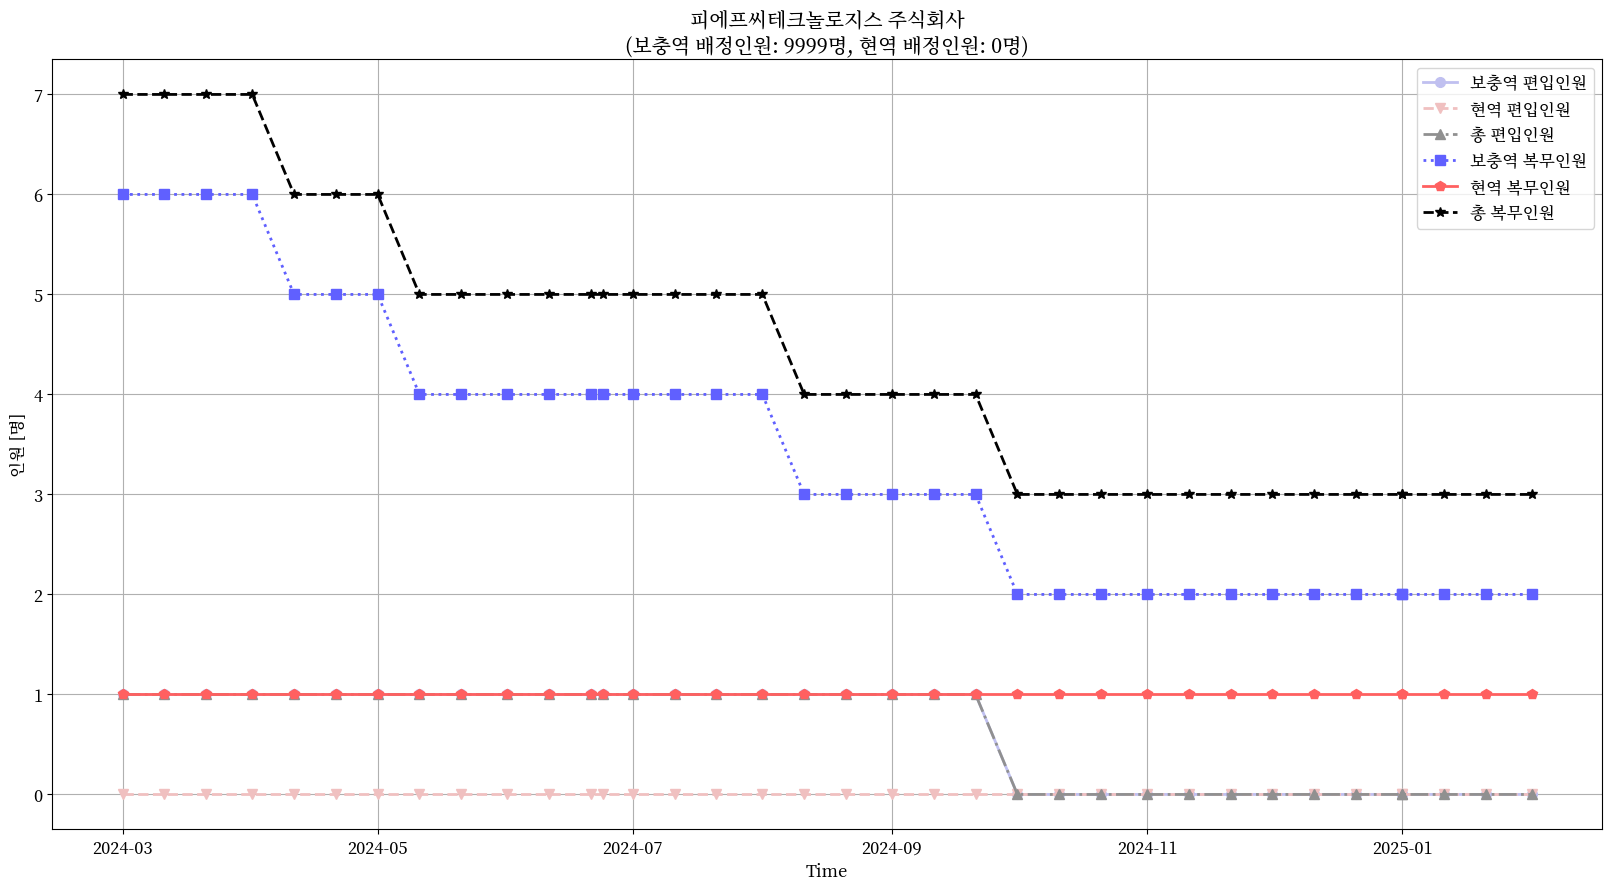 피에프씨테크놀로지스 주식회사
(보충역 배정인원: 9999명, 현역 배정인원: 0명)
보충역 편입인원
현역 편입인원
총 편입인원
보충역 복무인원
현역 복무인원
총 복무인원
7
6
5
4
3
2
1
0
인원 [명]
2024-03
2024-05
2024-07
2024-09
2024-11
2025-01
Time